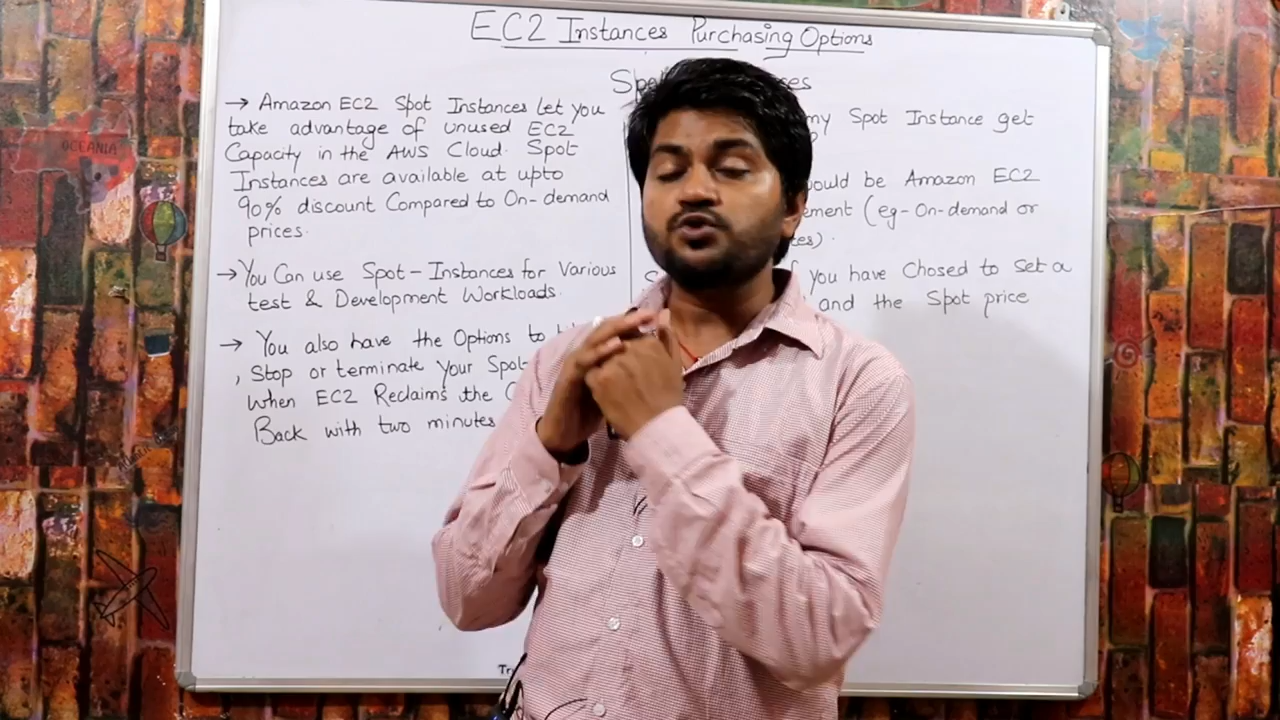 EC2 Instances Purchasing Options
→ Amazon EC2 Spot Instances let you
take advantage of unused EC2
Capacity in the AWS Cloud. Spot
Instances are available at upto
90% discount Compared to On-demand
prices.
→ You Can use Spot-Instances for Various
test & Development Workloads.
→ You also have the Options to
, Stop or terminate Your Spot-
When EC2 Reclaims the
Back with two minutes
my Spot Instance get
would be Amazon EC2
(eg-On-demand or
you have Chosed to set a
and the Spot price
OCEANIA